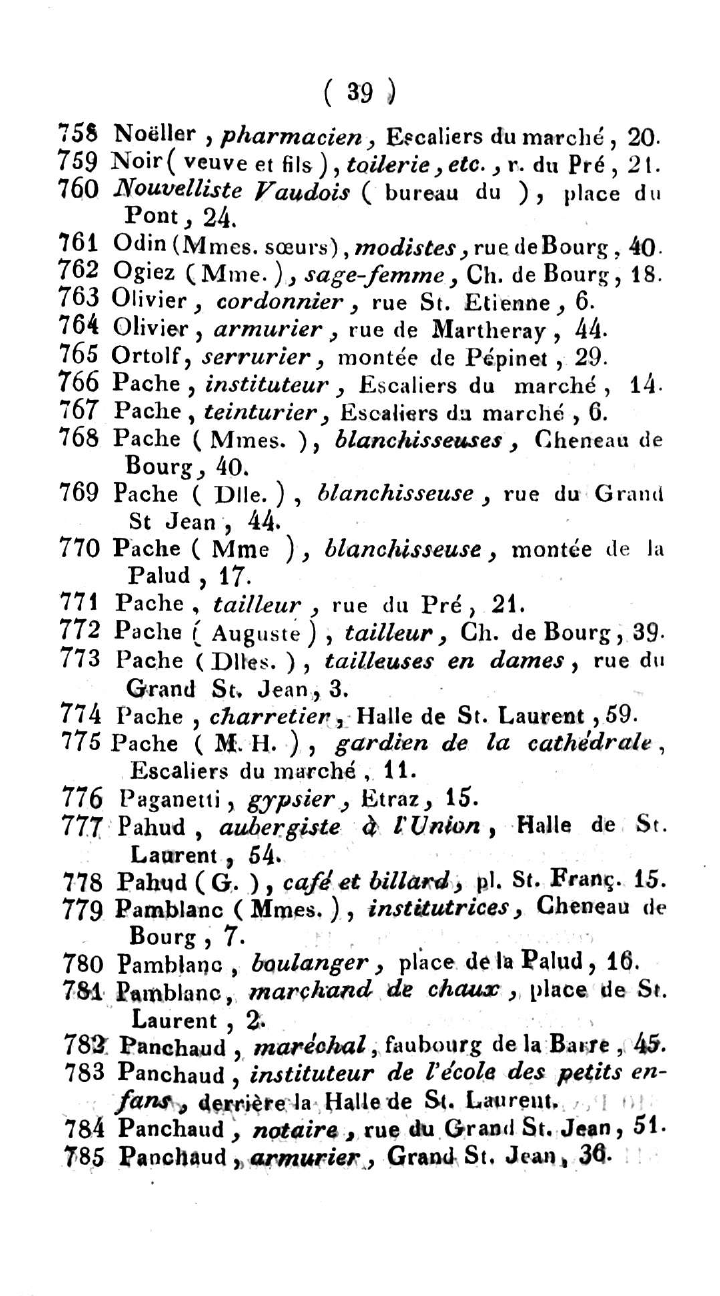 ( 39 )
758 Noëller , pharmacien , Escaliers du marché , 20.
759 Noir ( veuve et fils ) , toilerie , etc. , r. du Pré , 21.
760 Nouvelliste Vaudois ( bureau du ) , place du
Pont , 24.
761 Odin (Mmes. sœurs) , modistes , rue de Bourg , 40.
762 Ogiez ( Mme. ) , sage-femme , Ch. de Bourg , 18.
763 Olivier , cordonnier , rue St. Etienne , 6.
764 Olivier , armurier , rue de Martheray , 44.
765 Ortolf, serrurier , montée de Pépinet , 29.
766 Pache , instituteur , Escaliers du marché , 14.
767 Pache , teinturier , Escaliers du marché , 6.
768 Pache ( Mmes. ) , blanchisseuses , Cheneau de
Bourg , 40.
769 Pache ( Dlle. ) , blanchisseuse , rue du Grand
St Jean , 44.
770 Pache ( Mme ) , blanchisseuse , montée de la
Palud , 17.
771 Pache , tailleur , rue du Pré , 21.
772 Pache ( Auguste ) , tailleur , Ch. de Bourg , 39.
773 Pache ( Dlles. ) , tailleuses en dames , rue du
Grand St. Jean , 3.
774 Pache , charretier , Halle de St. Laurent , 59.
775 Pache ( M. H. ) , gardien de la cathédrale ,
Escaliers du marché , 11.
776 Paganetti , gypsier , Etraz , 15.
777 Pahud , aubergiste à l'Union , Halle de St.
Laurent , 54.
778 Pahud ( G. ) , café et billard , pl. St. Franç. 15.
779 Pamblanc ( Mmes. ) , institutrices , Cheneau de
Bourg , 7.
780 Pamblanc , boulanger , place de la Palud , 16.
781 Pamblanc, marchand de chaux , place de St.
Laurent , 2.
782 Panchaud , maréchal , faubourg de la Barre , 45.
783 Panchaud , instituteur de l'école des petits en-
fans , derrière la Halle de St. Laurent.
784 Panchaud , notaire , rue du Grand St. Jean , 51.
785 Panchaud , armurier , Grand St. Jean , 36.